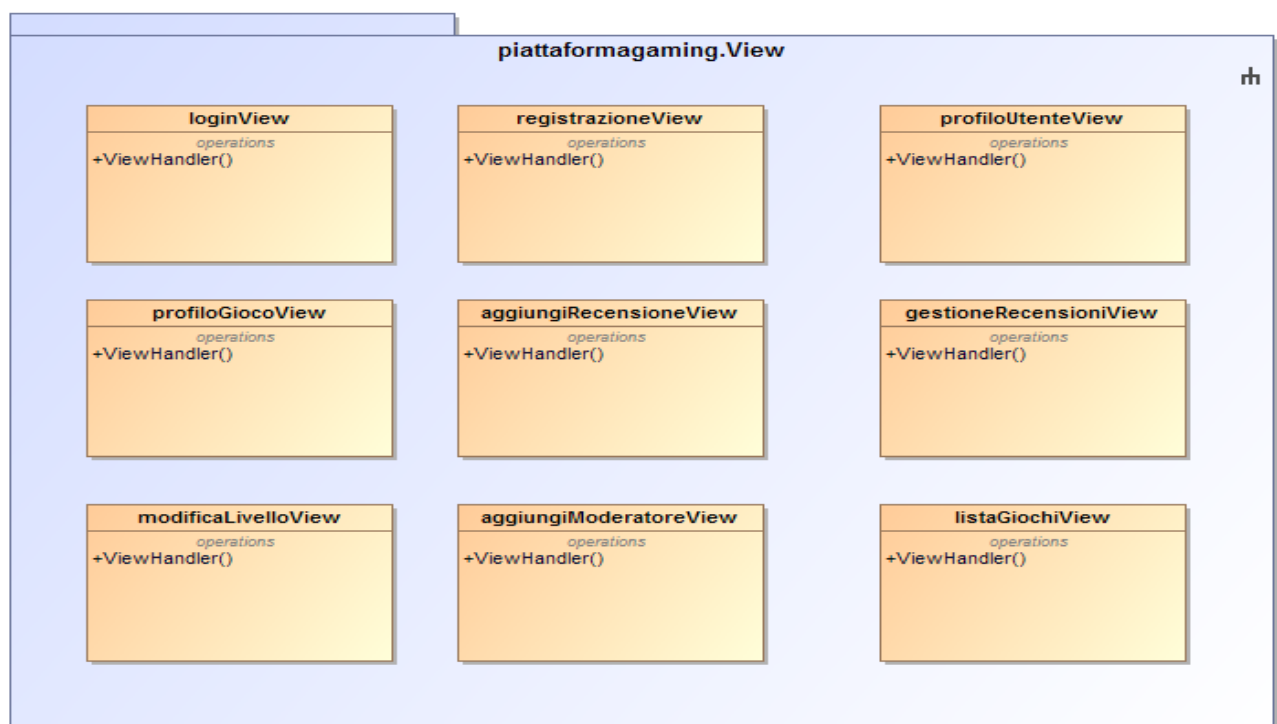 piattaformagaming.View
loginView
operations
+ViewHandler()
registrazioneView
operations
+ViewHandler()
profiloUtenteView
operations
+ViewHandler()
profiloGiocoView
operations
+ViewHandler()
aggiungiRecensioneView
operations
+ViewHandler()
gestioneRecensioniView
operations
+ViewHandler()
modificaLivelloView
operations
+ViewHandler()
aggiungiModeratoreView
operations
+ViewHandler()
listaGiochiView
operations
+ViewHandler()